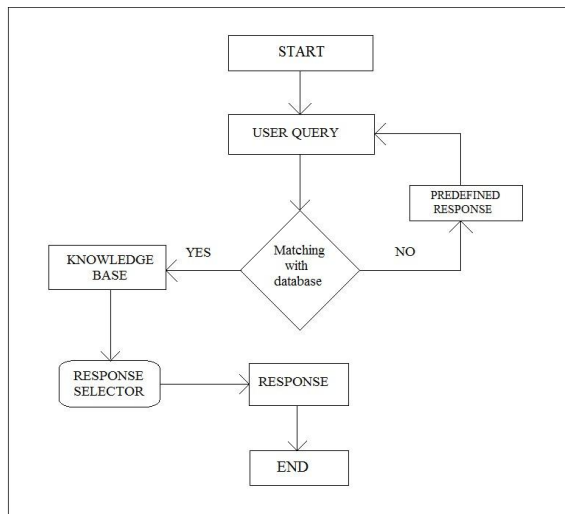 START
USER QUERY
PREDEFINED
RESPONSE
Matching
with
database
YES
NO
KNOWLEDGE
BASE
RESPONSE
SELECTOR
RESPONSE
END